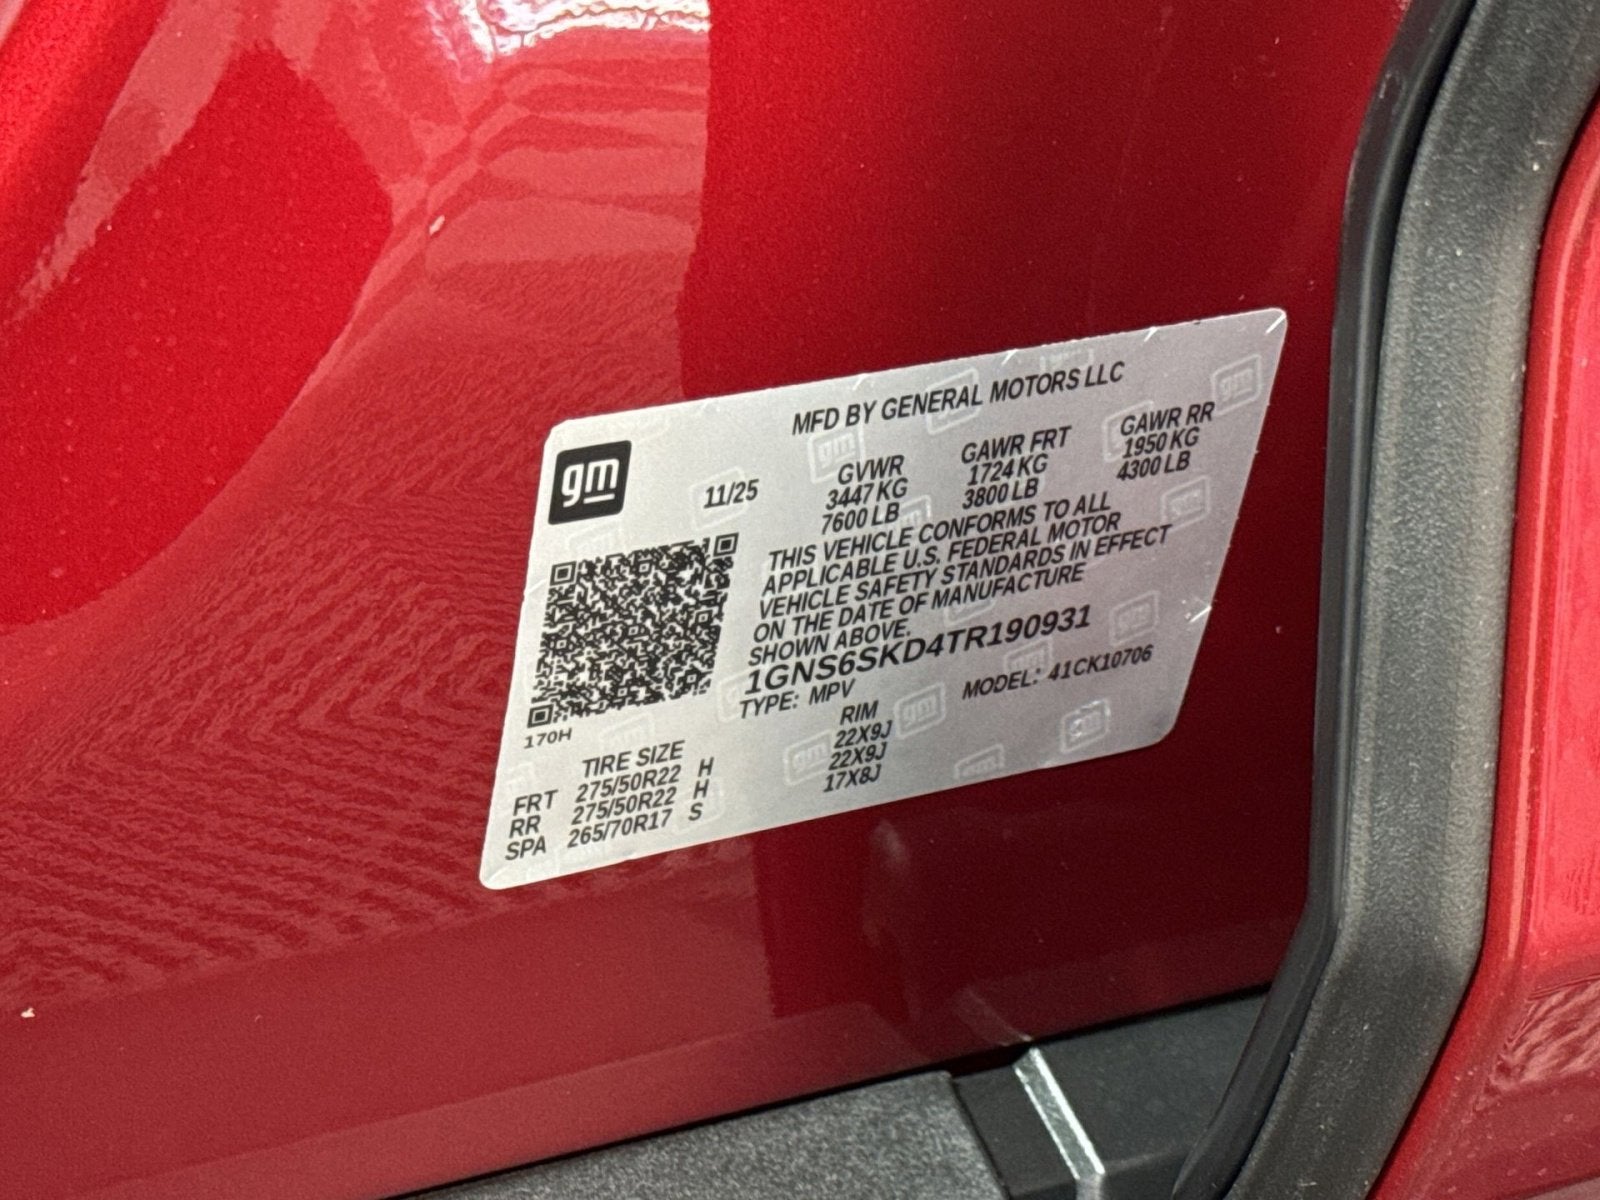 MFD BY GENERAL MOTORS LLC
gm
11/25
GVWR GAWR FRT GAWR RR
3447 KG 1724 KG 1950 KG
7600 LB 3800 LB 4300 LB
THIS VEHICLE CONFORMS TO ALL
APPLICABLE U.S. FEDERAL MOTOR
VEHICLE SAFETY STANDARDS IN EFFECT
ON THE DATE OF MANUFACTURE
SHOWN ABOVE.
1GNS6SKD4TR190931
TYPE: MPV MODEL: 41CK10706
170H
TIRE SIZE RIM
FRT 275/50R22 H 22X9J
RR 275/50R22 H 22X9J
SPA 265/70R17 S 17X8J